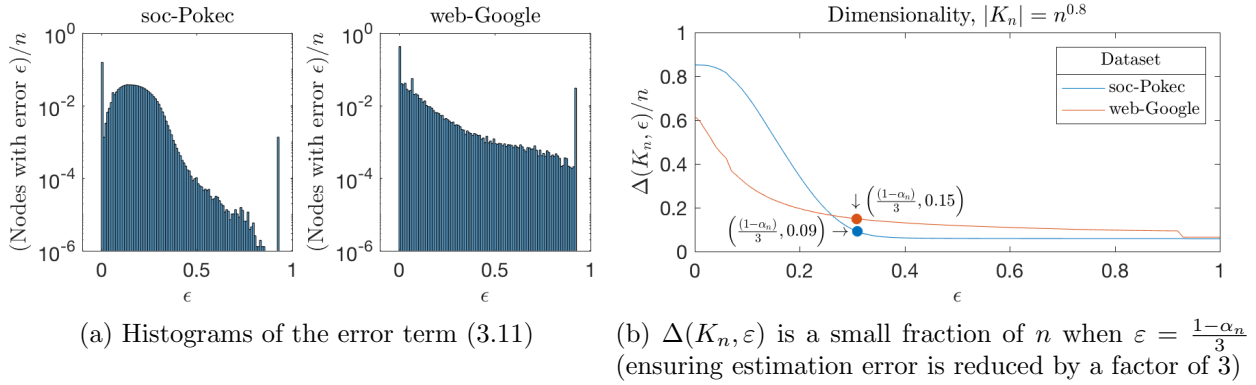 soc-Pokec
(Nodes with error ϵ)/n
10^0
10^-2
10^-4
10^-6
0 0.5 1
ϵ
web-Google
(Nodes with error ϵ)/n
10^0
10^-2
10^-4
10^-6
0 0.5 1
ϵ
(a) Histograms of the error term (3.11)
Dimensionality, |K_n| = n^0.8
Δ(K_n, ϵ)/n
1
0.8
0.6
0.4
0.2
0
0 0.2 0.4 0.6 0.8 1
ϵ
Dataset
soc-Pokec
web-Google
↓ ((1-α_n)/3, 0.15)
((1-α_n)/3, 0.09) →
(b) Δ(K_n, ε) is a small fraction of n when ε = (1-α_n)/3
(ensuring estimation error is reduced by a factor of 3)